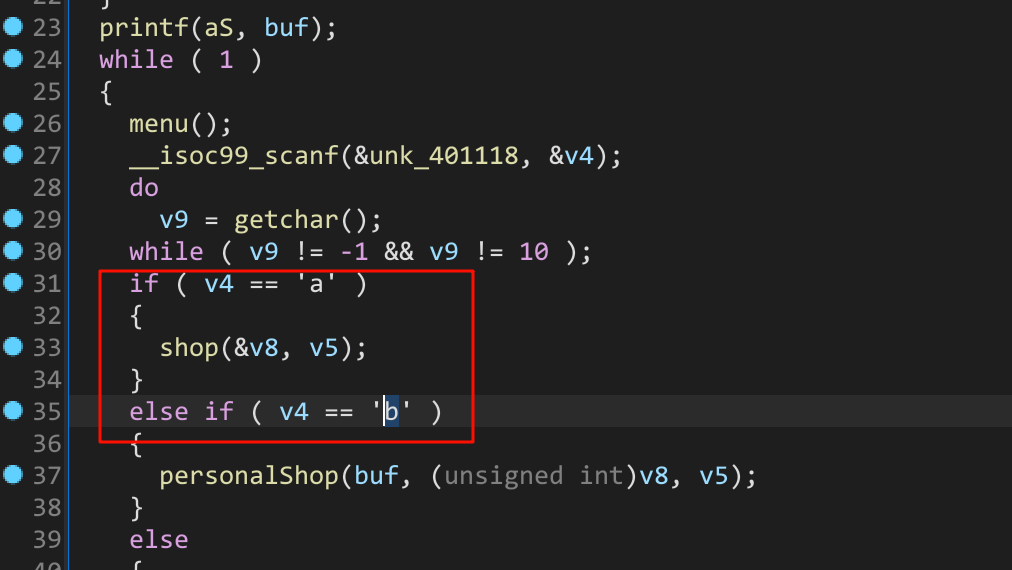 22 }
23 printf(aS, buf);
24 while ( 1 )
25 {
26 menu();
27 __isoc99_scanf(&unk_401118, &v4);
28 do
29 v9 = getchar();
30 while ( v9 != -1 && v9 != 10 );
31 if ( v4 == 'a' )
32 {
33 shop(&v8, v5);
34 }
35 else if ( v4 == 'b' )
36 {
37 personalShop(buf, (unsigned int)v8, v5);
38 }
39 else
40 {